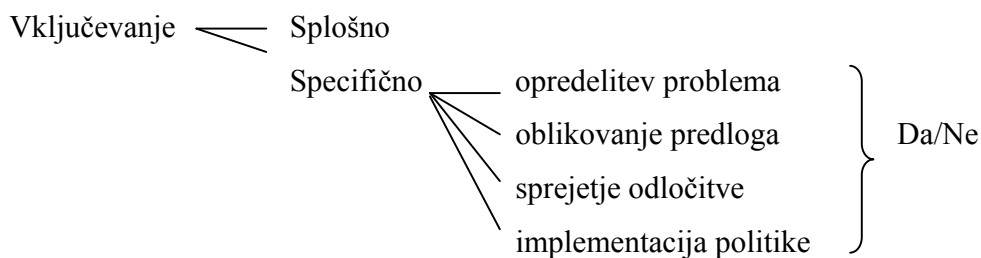 Vključevanje Splošno
Specifično opredelitev problema
oblikovanje predloga Da/Ne
sprejetje odločitve
implementacija politike